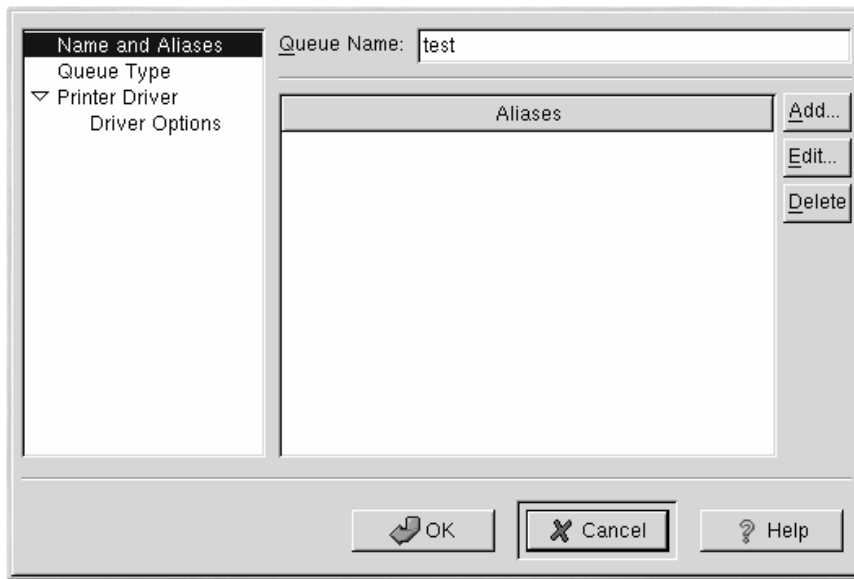 Name and Aliases
Queue Type
Printer Driver
Driver Options
Queue Name: test
Aliases
Add...
Edit...
Delete
OK
Cancel
Help